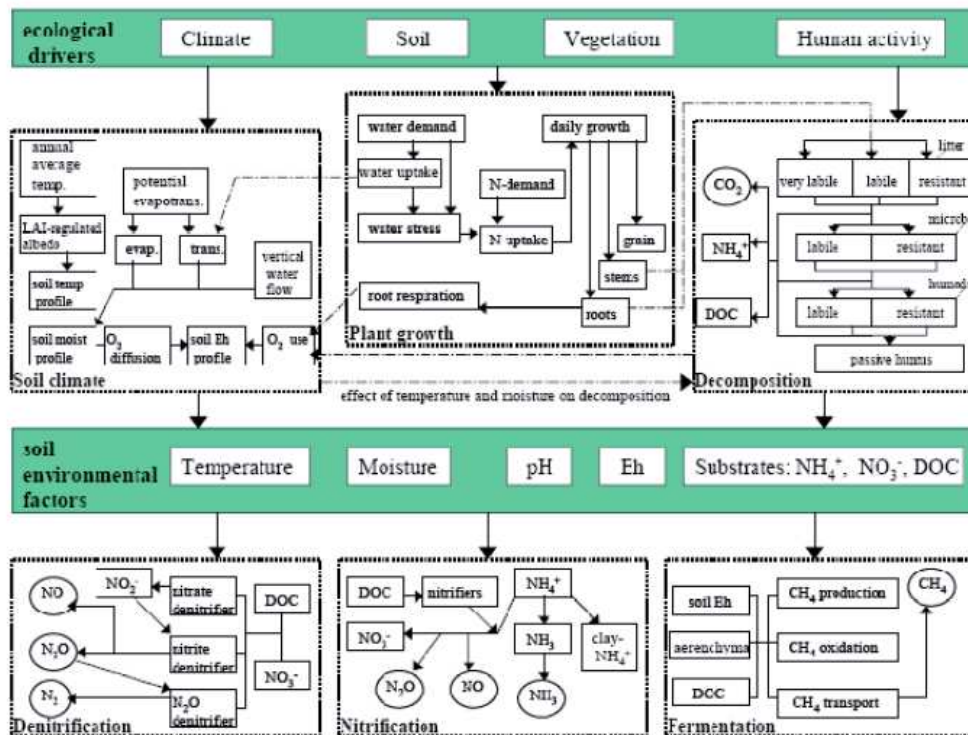 ecological
drivers
Climate
Soil
Vegetation
Human activity
annual
average
temp.
potential
evapotrans.
LAI-regulated
albedo
evap.
trans.
vertical
water
flow
soil temp
profile
soil moist
profile
O₂
diffusion
soil Eh
profile
O₂ use
Soil climate
water demand
daily growth
water uptake
N-demand
water stress
N-uptake
grain
stems
root respiration
roots
Plant growth
litter
CO₂
very labile
labile
resistant
microb
NH₄⁺
labile
resistant
humads
DOC
labile
resistant
passive humus
Decomposition
effect of temperature and moisture on decomposition
soil
environmental
factors
Temperature
Moisture
pH
Eh
Substrates: NH₄⁺, NO₃⁻, DOC
NO
NO₂⁻
nitrate
denitrifier
DOC
N₂O
nitrite
denitrifier
NO₃⁻
N₂
N₂O
denitrifier
Denitrification
DOC
nitrifiers
NH₄⁺
NO₃⁻
NH₃
clay-
NH₄⁺
N₂O
NO
NH₃
Nitrification
CH₄
soil Eh
CH₄ production
aerenchyma
CH₄ oxidation
DOC
CH₄ transport
Fermentation